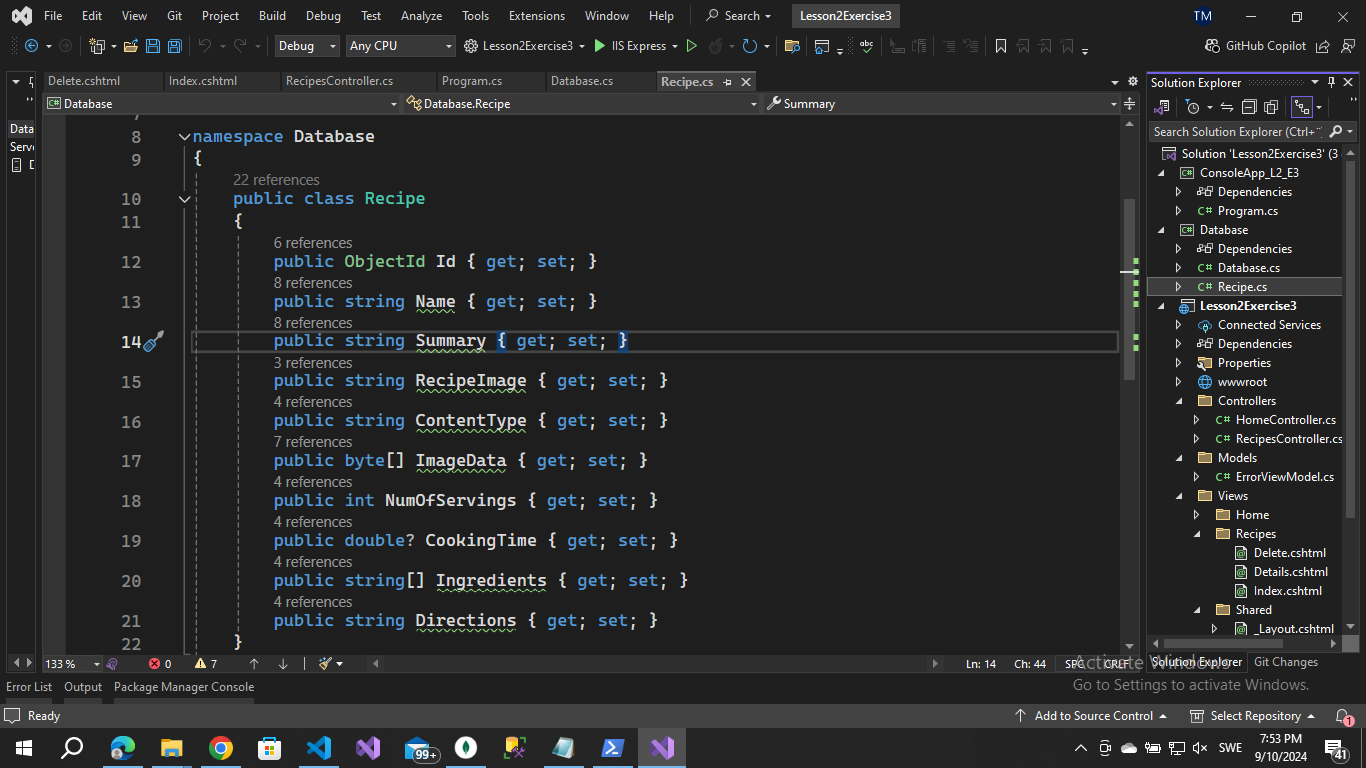 File Edit View Git Project Build Debug Test Analyze Tools Extensions Window Help Search Lesson2Exercise3 TM
Debug Any CPU Lesson2Exercise3 IIS Express GitHub Copilot
Delete.cshtml Index.cshtml RecipesController.cs Program.cs Database.cs Recipe.cs
Database Database.Recipe Summary
8 namespace Database
9 {
22 references
10 public class Recipe
11 {
6 references
12 public ObjectId Id { get; set; }
8 references
13 public string Name { get; set; }
8 references
14 public string Summary { get; set; }
3 references
15 public string RecipeImage { get; set; }
4 references
16 public string ContentType { get; set; }
7 references
17 public byte[] ImageData { get; set; }
4 references
18 public int NumOfServings { get; set; }
4 references
19 public double? CookingTime { get; set; }
4 references
20 public string[] Ingredients { get; set; }
4 references
21 public string Directions { get; set; }
22 }
133 % 0 7 Ln: 14 Ch: 44 SPC CRLF
Solution Explorer
Search Solution Explorer (Ctrl+
Solution 'Lesson2Exercise3' (3
ConsoleApp_L2_E3
Dependencies
C# Program.cs
Database
Dependencies
C# Database.cs
C# Recipe.cs
Lesson2Exercise3
Connected Services
Dependencies
Properties
wwwroot
Controllers
C# HomeController.cs
C# RecipesController.cs
Models
C# ErrorViewModel.cs
Views
Home
Recipes
Delete.cshtml
Details.cshtml
Index.cshtml
Shared
_Layout.cshtml
Solution Explorer Git Changes
Activate Windows
Go to Settings to activate Windows.
Error List Output Package Manager Console
Ready Add to Source Control Select Repository 1
99+ SWE 7:53 PM
9/10/2024 41